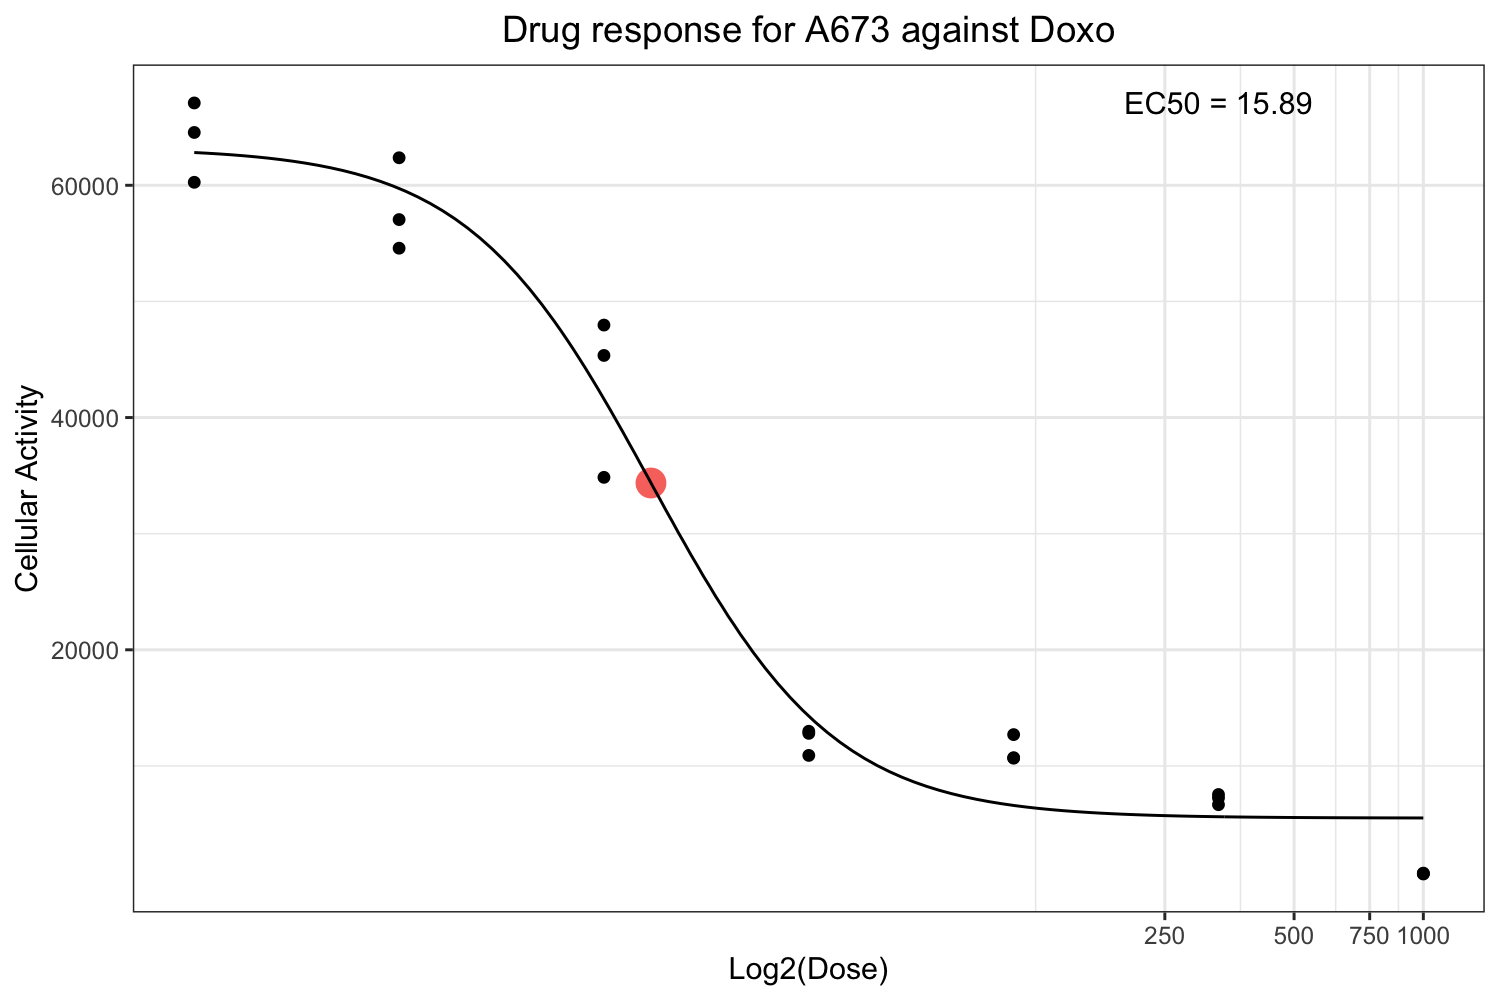 Drug response for A673 against Doxo
EC50 = 15.89
60000
40000
20000
Cellular Activity
250 500 750 1000
Log2(Dose)